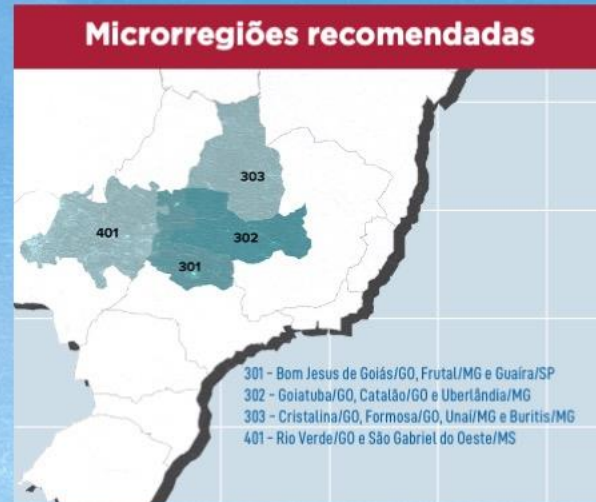 Microrregiões recomendadas
303
401
302
301
301 - Bom Jesus de Goiás/GO, Frutal/MG e Guaíra/SP
302 - Goiatuba/GO, Catalão/GO e Uberlândia/MG
303 - Cristalina/GO, Formosa/GO, Unaí/MG e Buritis/MG
401 - Rio Verde/GO e São Gabriel do Oeste/MS